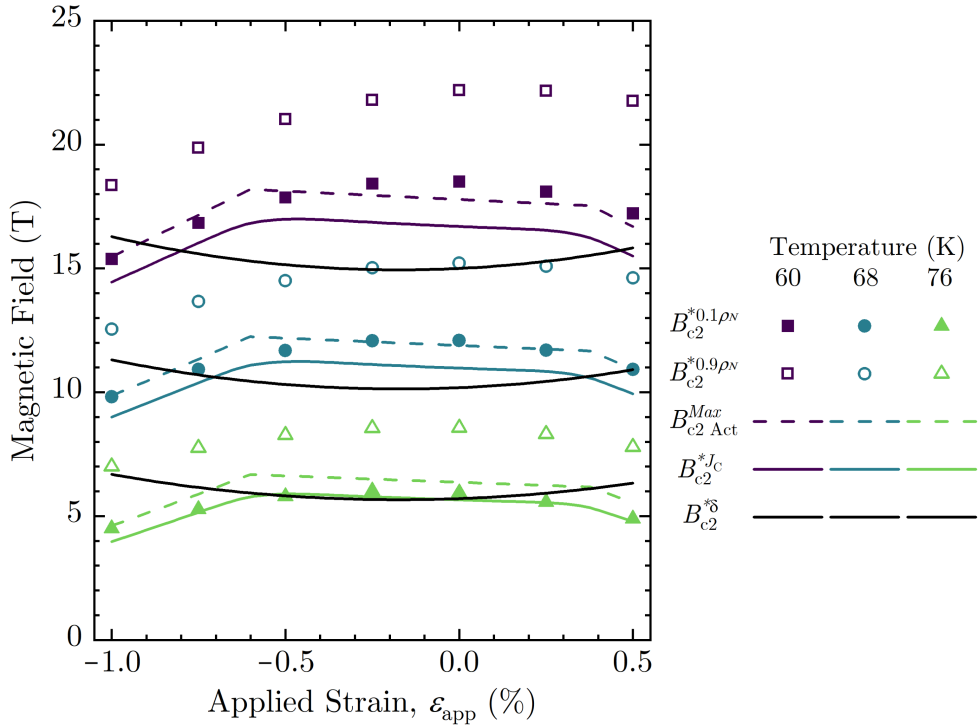 25
20
15
10
5
0
Magnetic Field (T)
−1.0 −0.5 0.0 0.5
Applied Strain, εapp (%)
Temperature (K)
60 68 76
B*0.1ρN c2
B*0.9ρN c2
BMax c2 Act
B*JC c2
B*δ c2